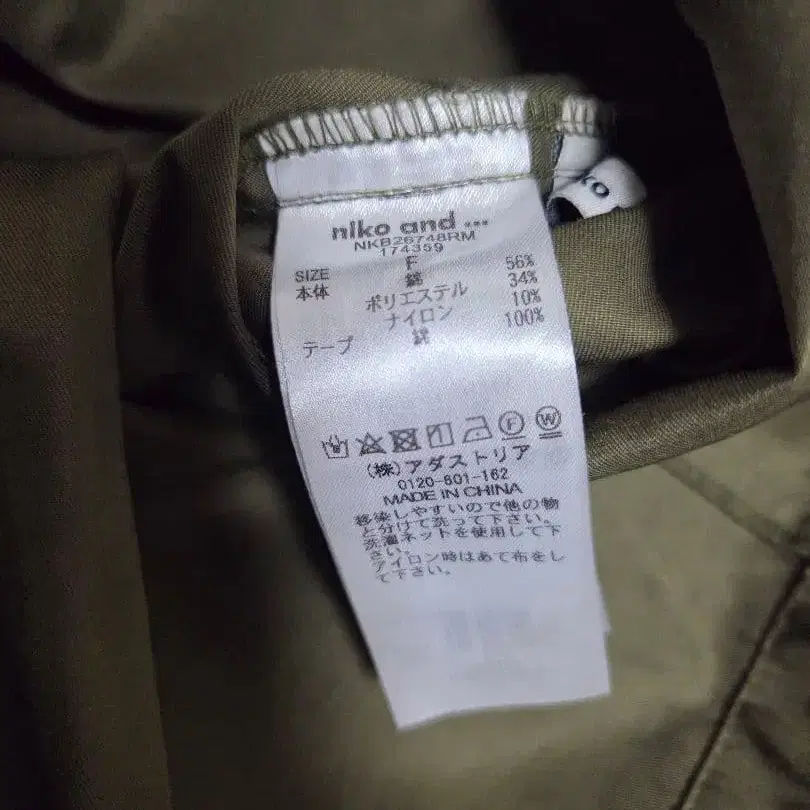 niko and ...
NKB26748RM
174359
SIZE F
本体 綿 56%
ポリエステル 34%
ナイロン 10%
テープ 綿 100%
F W
(株)アダストリア
0120-601-162
MADE IN CHINA
移染しやすいので他の物
と分けて洗って下さい。
洗濯ネットを使用して下
さい。
アイロン時はあて布をし
て下さい。
ko